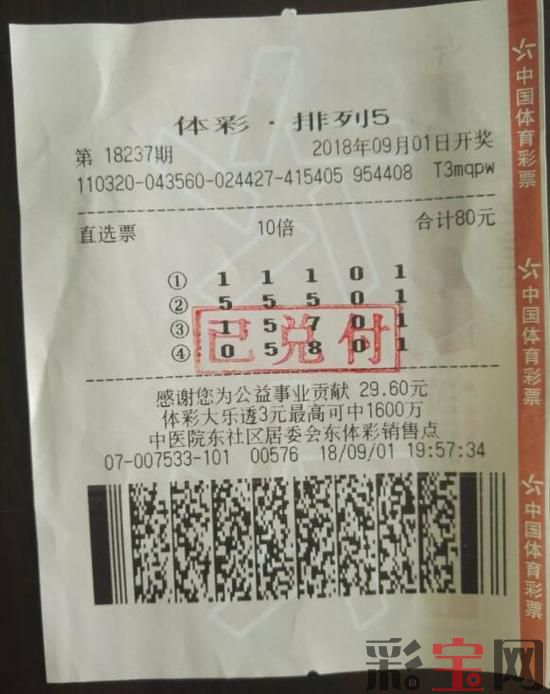 体彩·排列5
第 18237期 2018年09月01日开奖
110320-043560-024427-415405 954408 T3mqpw
直选票 10倍 合计80元
① 1 1 1 0 1
② 5 5 5 0 1
③ 1 5 7 0 1
④ 0 5 8 0 1
已兑付
感谢您为公益事业贡献 29.60元
体彩大乐透3元最高可中1600万
中医院东社区居委会东体彩销售点
07-007533-101 00576 18/09/01 19:57:34
中国体育彩票
中国体育彩票
中国体育彩票
彩宝网